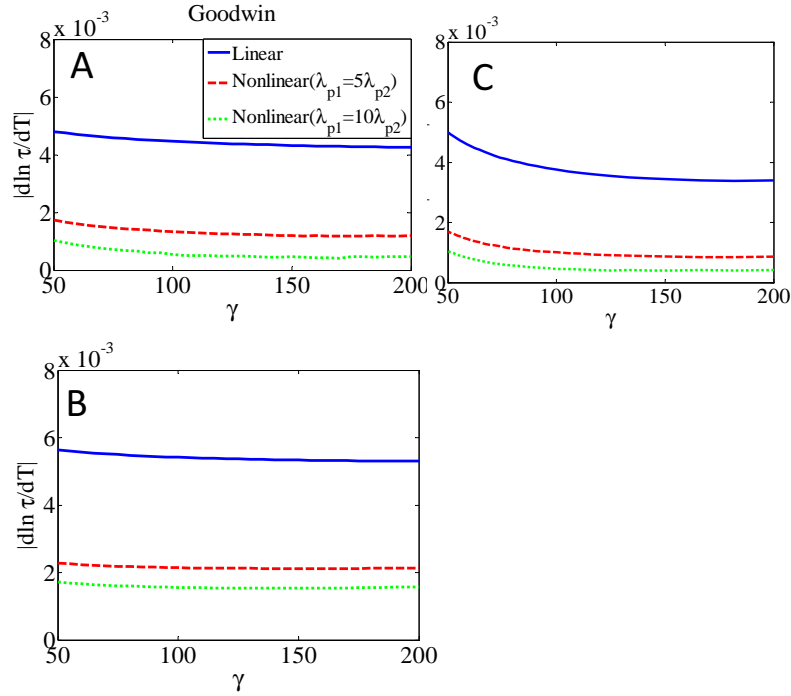 Goodwin
x 10⁻³
A
Linear
Nonlinear(λp1=5λp2)
Nonlinear(λp1=10λp2)
8
6
4
2
0
|dln τ/dT|
50 100 150 200
γ
x 10⁻³
C
8
6
4
2
0
50 100 150 200
γ
x 10⁻³
B
8
6
4
2
0
|dln τ/dT|
50 100 150 200
γ